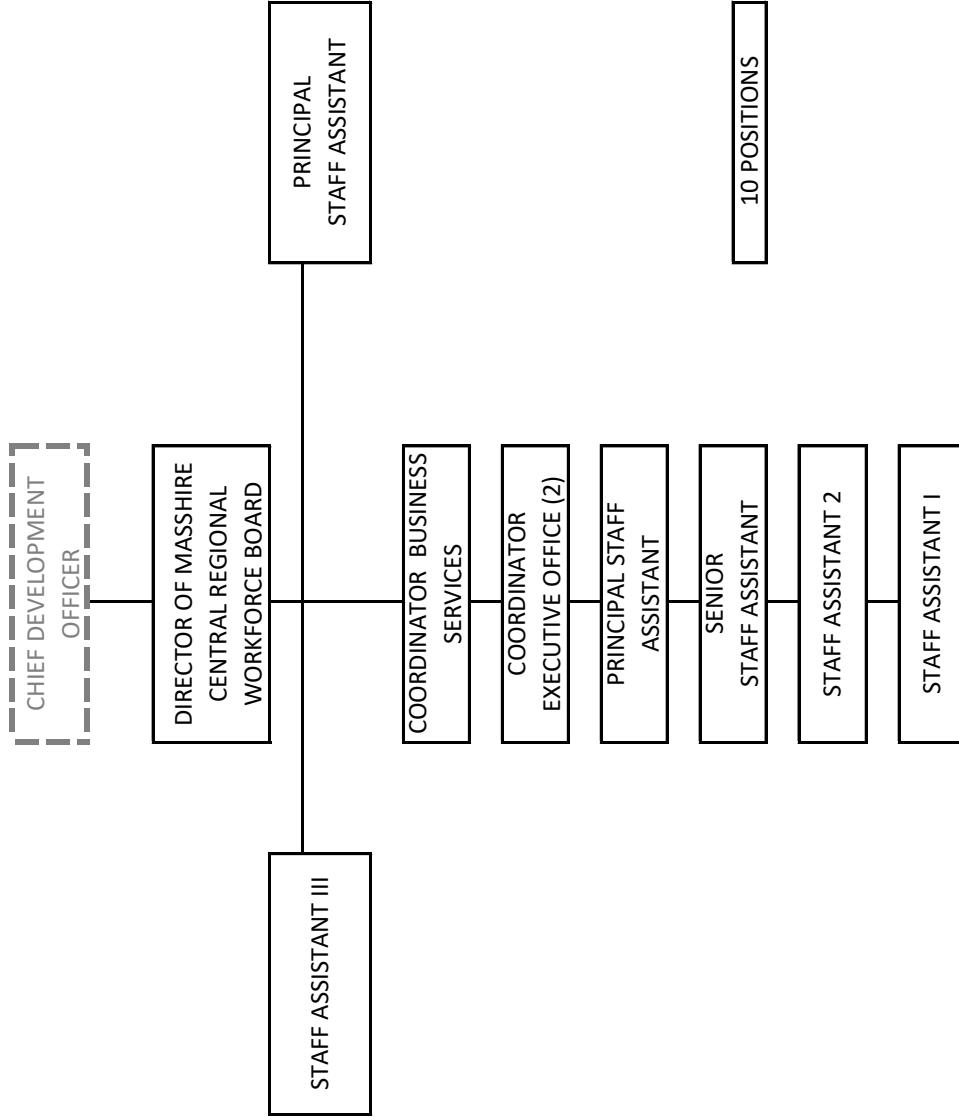 CHIEF DEVELOPMENT
OFFICER
DIRECTOR OF MASSHIRE
CENTRAL REGIONAL
WORKFORCE BOARD
STAFF ASSISTANT III
PRINCIPAL
STAFF ASSISTANT
COORDINATOR BUSINESS
SERVICES
COORDINATOR
EXECUTIVE OFFICE (2)
PRINCIPAL STAFF
ASSISTANT
SENIOR
STAFF ASSISTANT
STAFF ASSISTANT 2
STAFF ASSISTANT I
10 POSITIONS